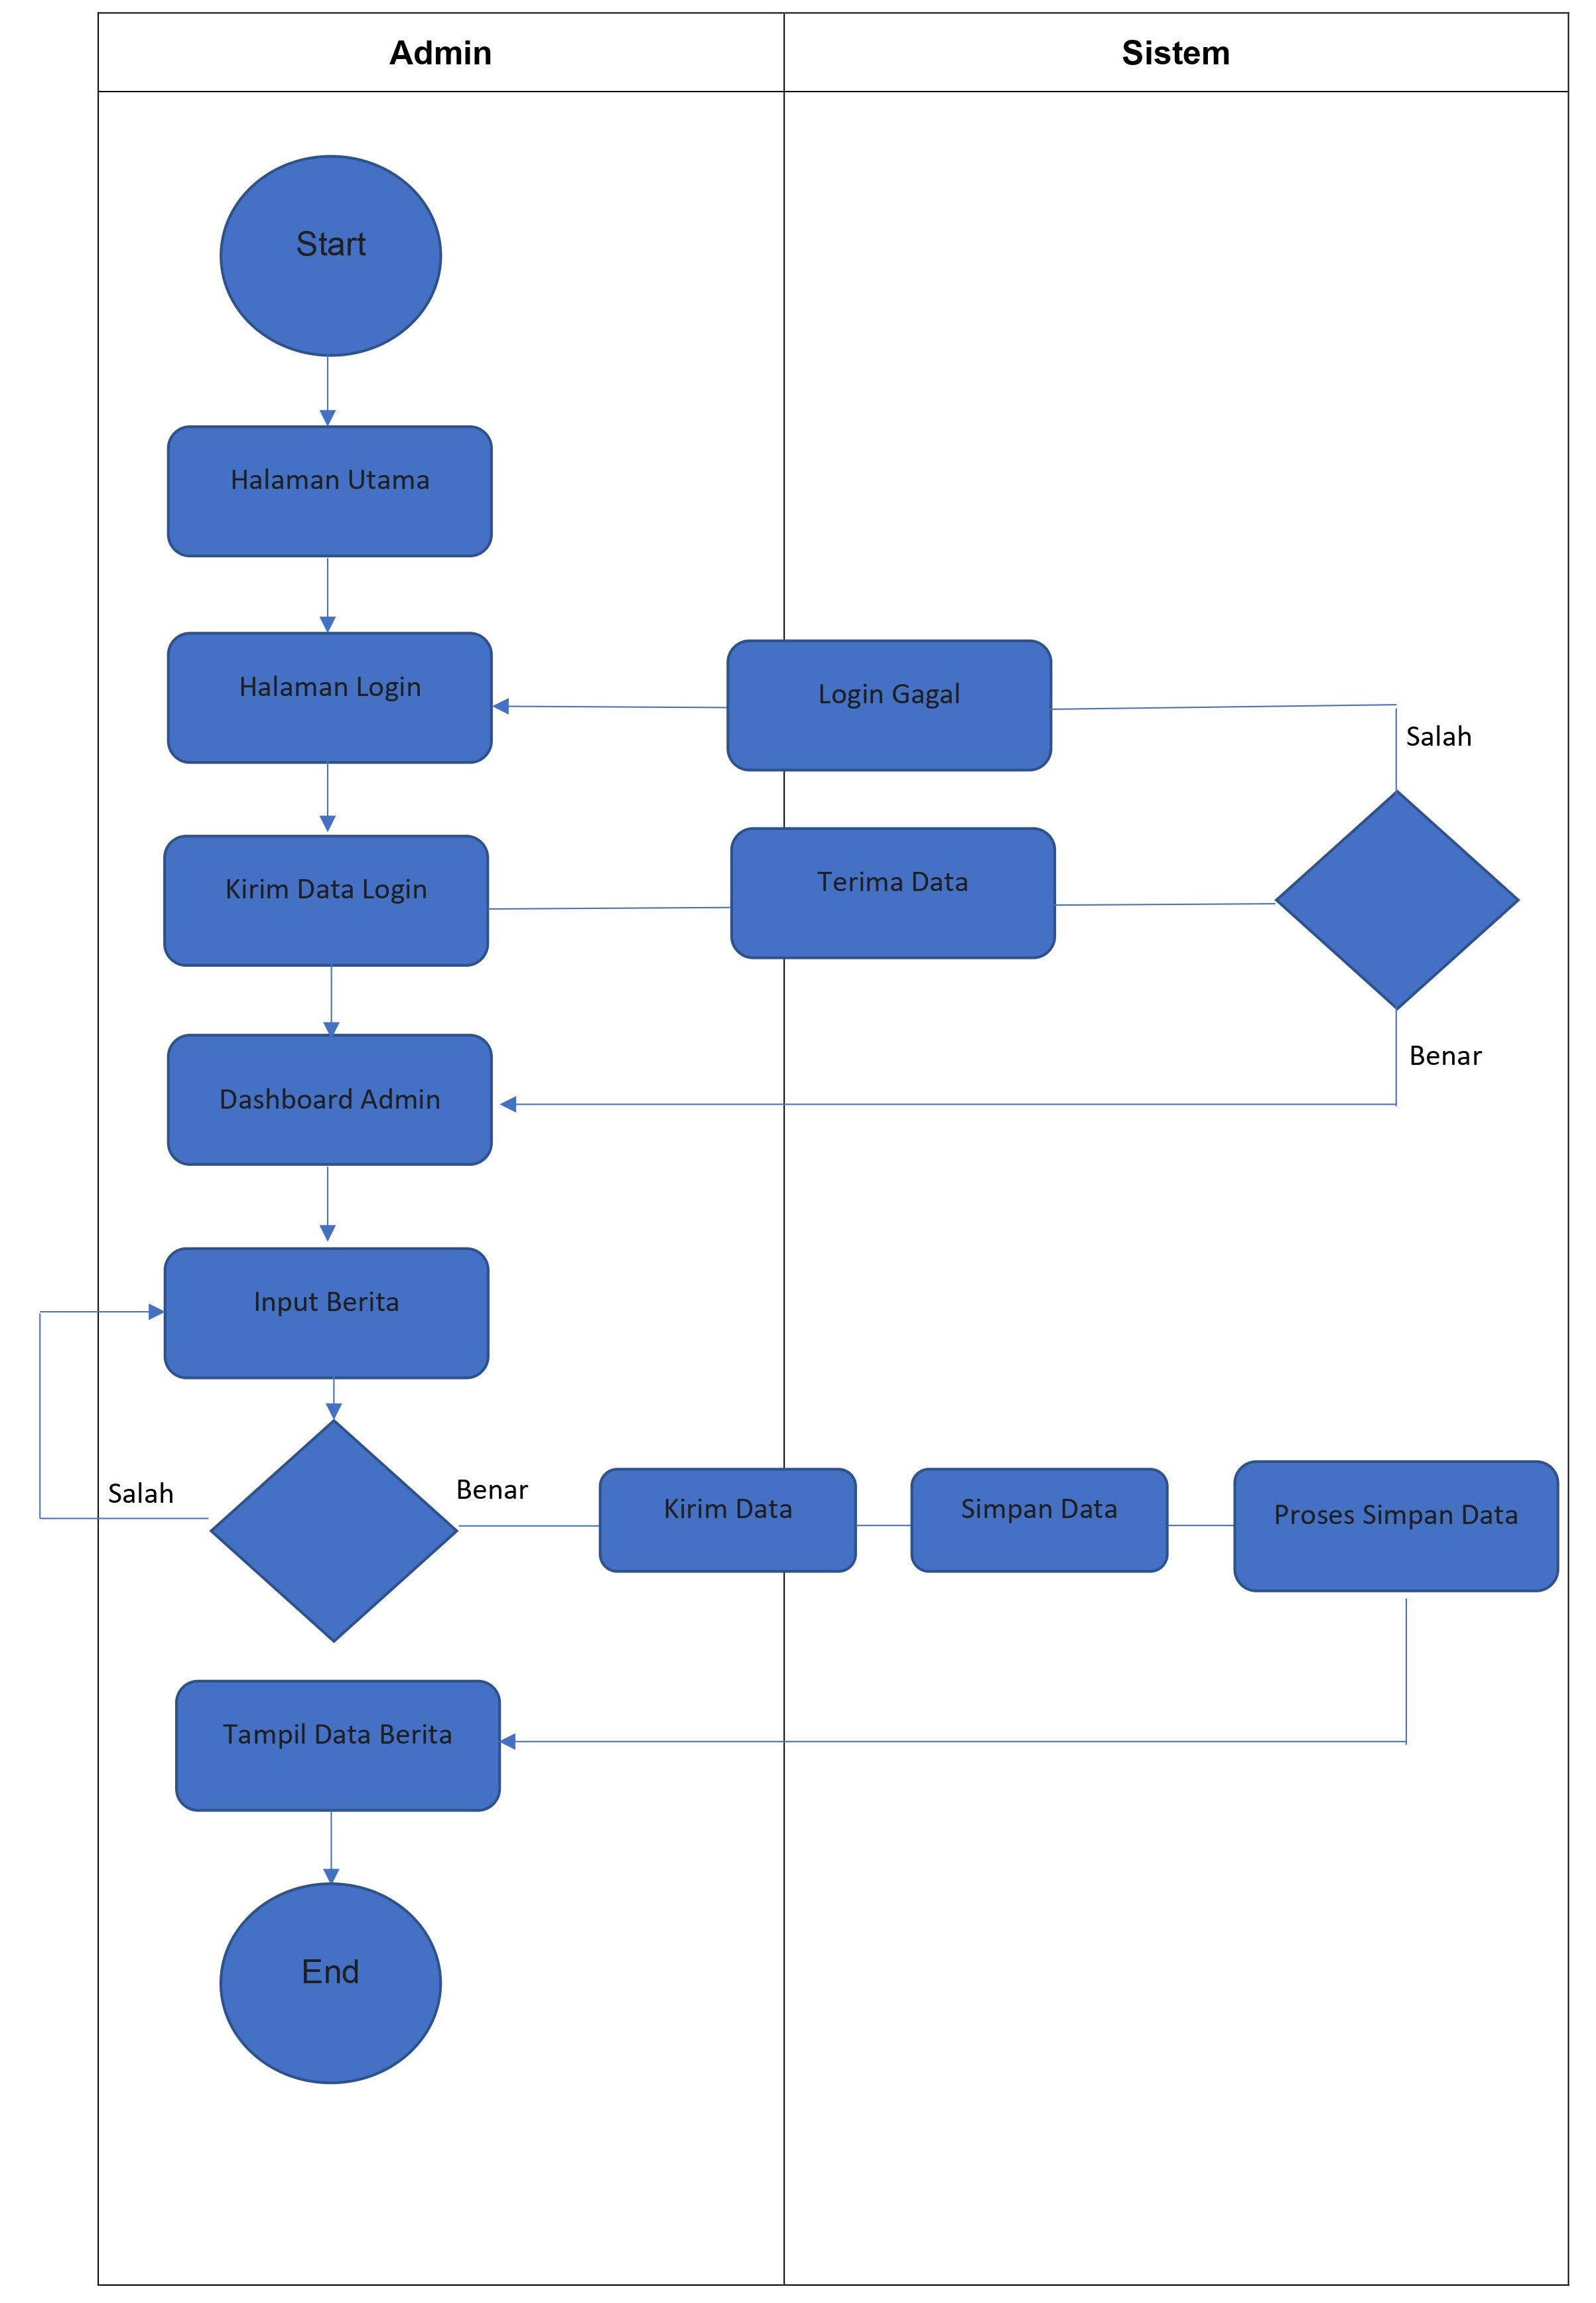 Admin
Sistem
Start
Halaman Utama
Halaman Login
Login Gagal
Salah
Kirim Data Login
Terima Data
Benar
Dashboard Admin
Input Berita
Salah
Benar
Kirim Data
Simpan Data
Proses Simpan Data
Tampil Data Berita
End